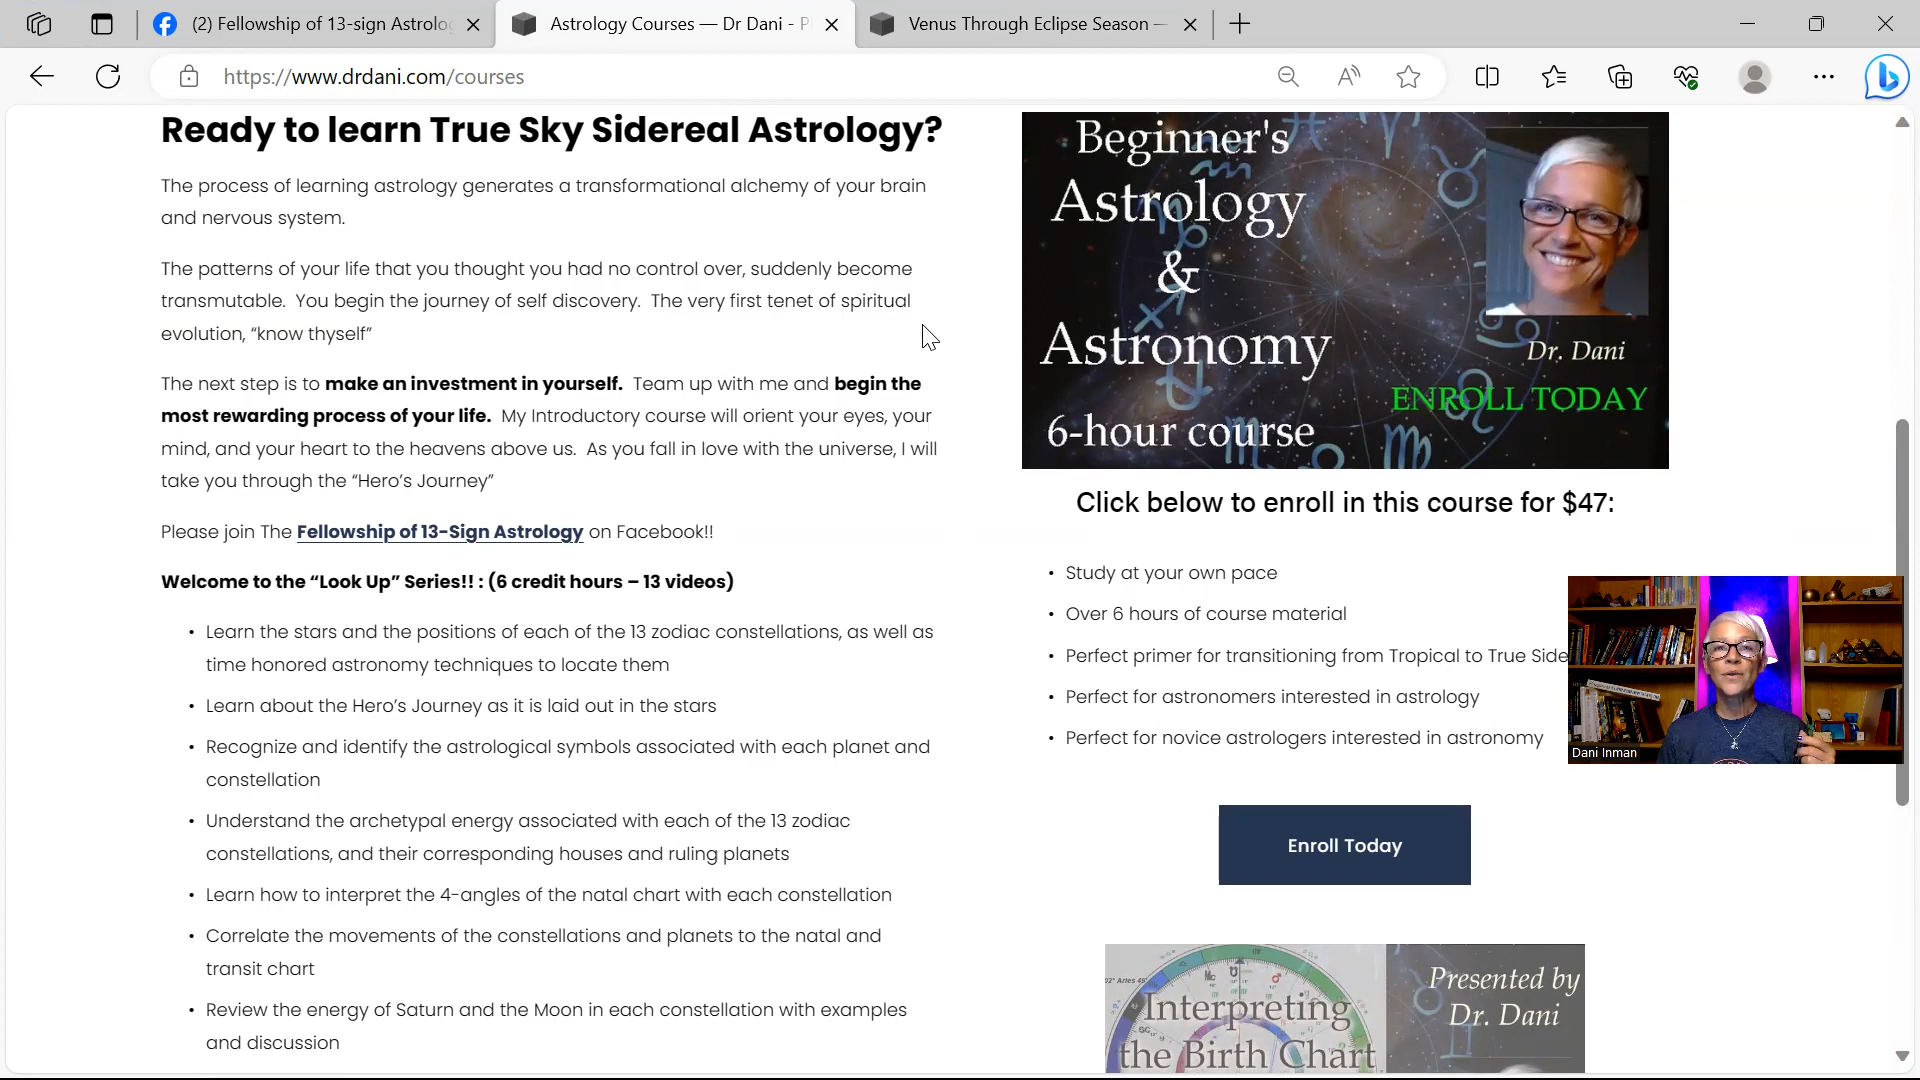 (2) Fellowship of 13-sign Astrolo
Astrology Courses — Dr Dani - P
Venus Through Eclipse Season —
https://www.drdani.com/courses
Ready to learn True Sky Sidereal Astrology?
The process of learning astrology generates a transformational alchemy of your brain
and nervous system.
The patterns of your life that you thought you had no control over, suddenly become
transmutable. You begin the journey of self discovery. The very first tenet of spiritual
evolution, “know thyself”
The next step is to make an investment in yourself. Team up with me and begin the
most rewarding process of your life. My Introductory course will orient your eyes, your
mind, and your heart to the heavens above us. As you fall in love with the universe, I will
take you through the “Hero’s Journey”
Please join The Fellowship of 13-Sign Astrology on Facebook!!
Welcome to the “Look Up” Series!! : (6 credit hours – 13 videos)
• Learn the stars and the positions of each of the 13 zodiac constellations, as well as
time honored astronomy techniques to locate them
• Learn about the Hero’s Journey as it is laid out in the stars
• Recognize and identify the astrological symbols associated with each planet and
constellation
• Understand the archetypal energy associated with each of the 13 zodiac
constellations, and their corresponding houses and ruling planets
• Learn how to interpret the 4-angles of the natal chart with each constellation
• Correlate the movements of the constellations and planets to the natal and
transit chart
• Review the energy of Saturn and the Moon in each constellation with examples
and discussion
Beginner's
Astrology
&
Astronomy
6-hour course
Dr. Dani
ENROLL TODAY
Click below to enroll in this course for $47:
• Study at your own pace
• Over 6 hours of course material
• Perfect primer for transitioning from Tropical to True Side
• Perfect for astronomers interested in astrology
• Perfect for novice astrologers interested in astronomy
Dani Inman
Enroll Today
Interpreting
the Birth Chart
Presented by
Dr. Dani